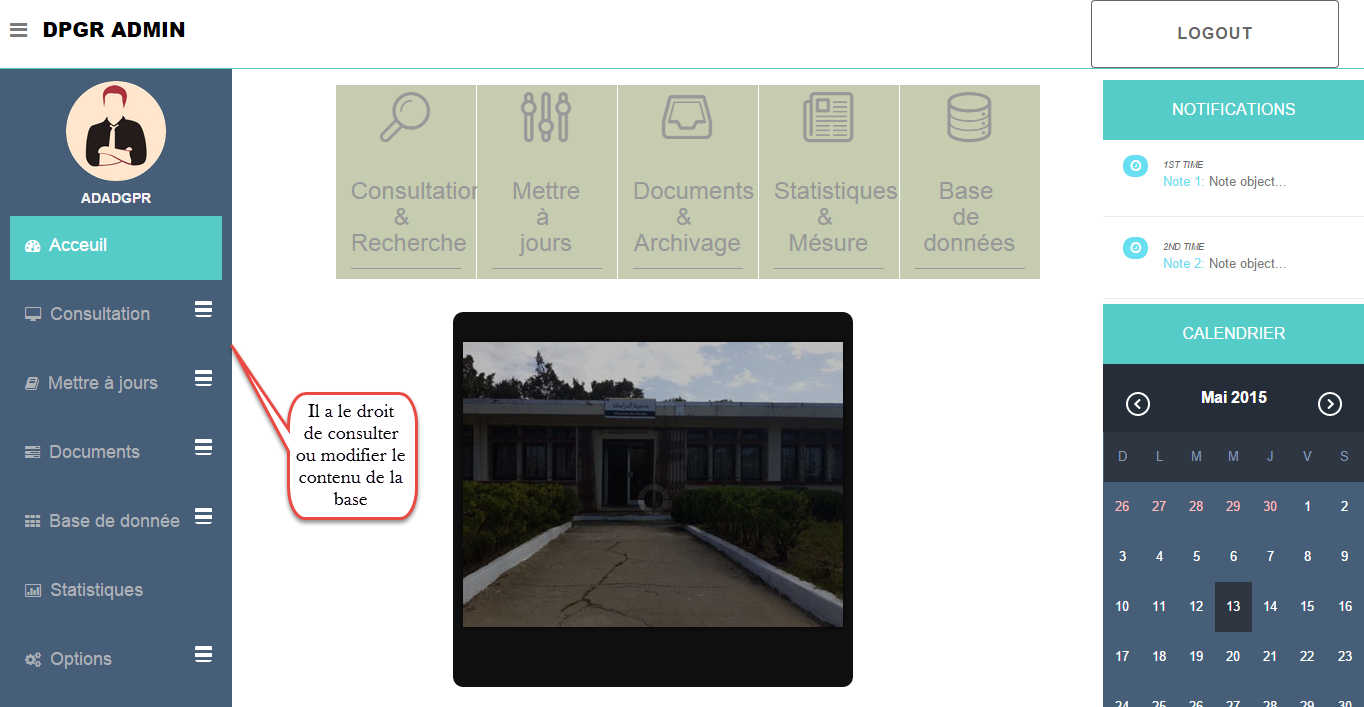 DPGR ADMIN
LOGOUT
ADADGPR
Acceuil
Consultation
Mettre à jours
Documents
Base de donnée
Statistiques
Options
Consultation
&
Recherche
Mettre
à
jours
Documents
&
Archivage
Statistiques
&
Mésure
Base
de
données
Il a le droit
de consulter
ou modifier le
contenu de la
base
NOTIFICATIONS
1ST TIME
Note 1: Note object...
2ND TIME
Note 2: Note object...
CALENDRIER
Mai 2015
D L M M J V S
26 27 28 29 30 1 2
3 4 5 6 7 8 9
10 11 12 13 14 15 16
17 18 19 20 21 22 23
24 25 26 27 28 29 30